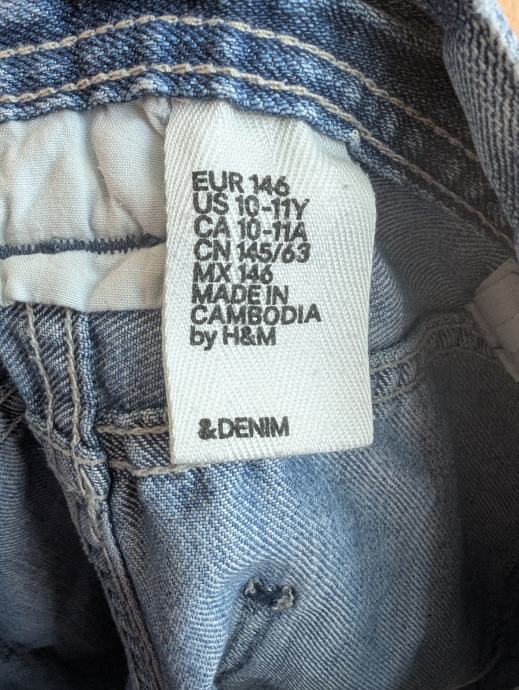 EUR 146
US 10-11Y
CA 10-11A
CN 145/63
MX 146
MADE IN
CAMBODIA
by H&M
&DENIM